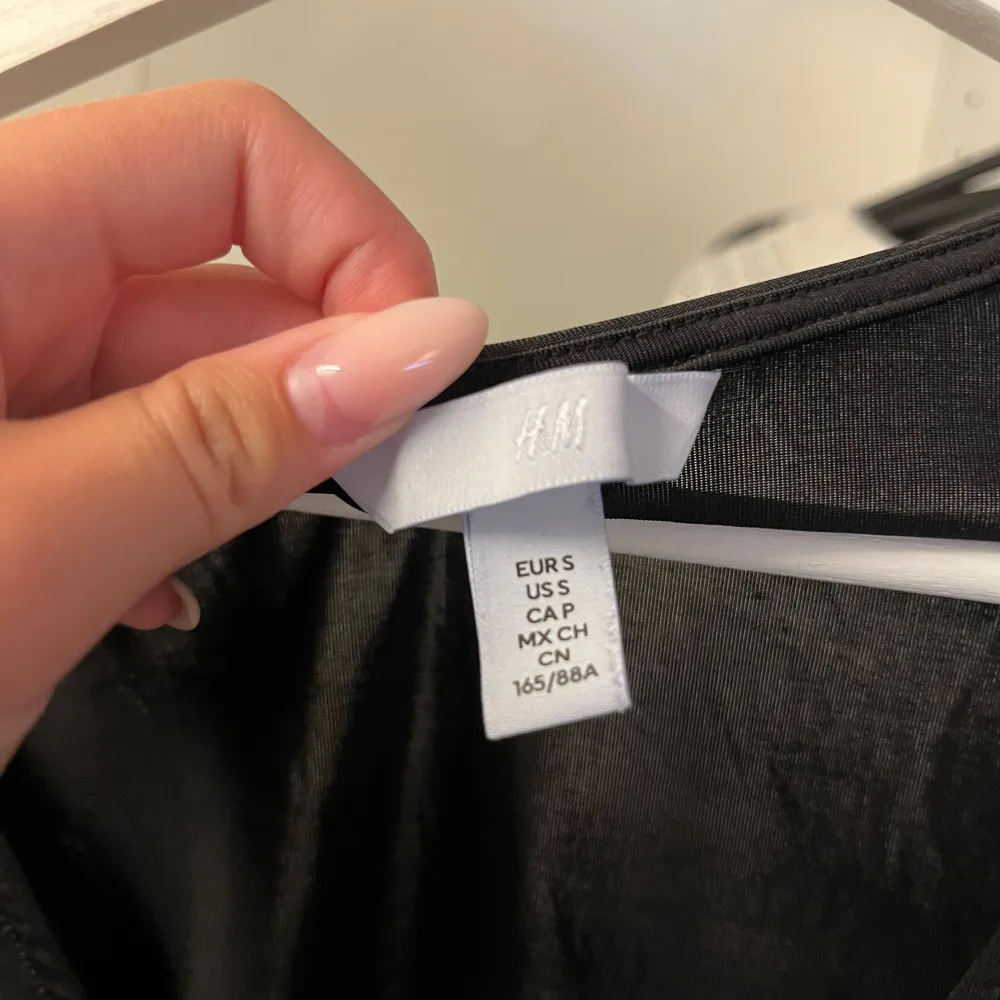 H&M
EUR S
US S
CA P
MX CH
CN
165/88A